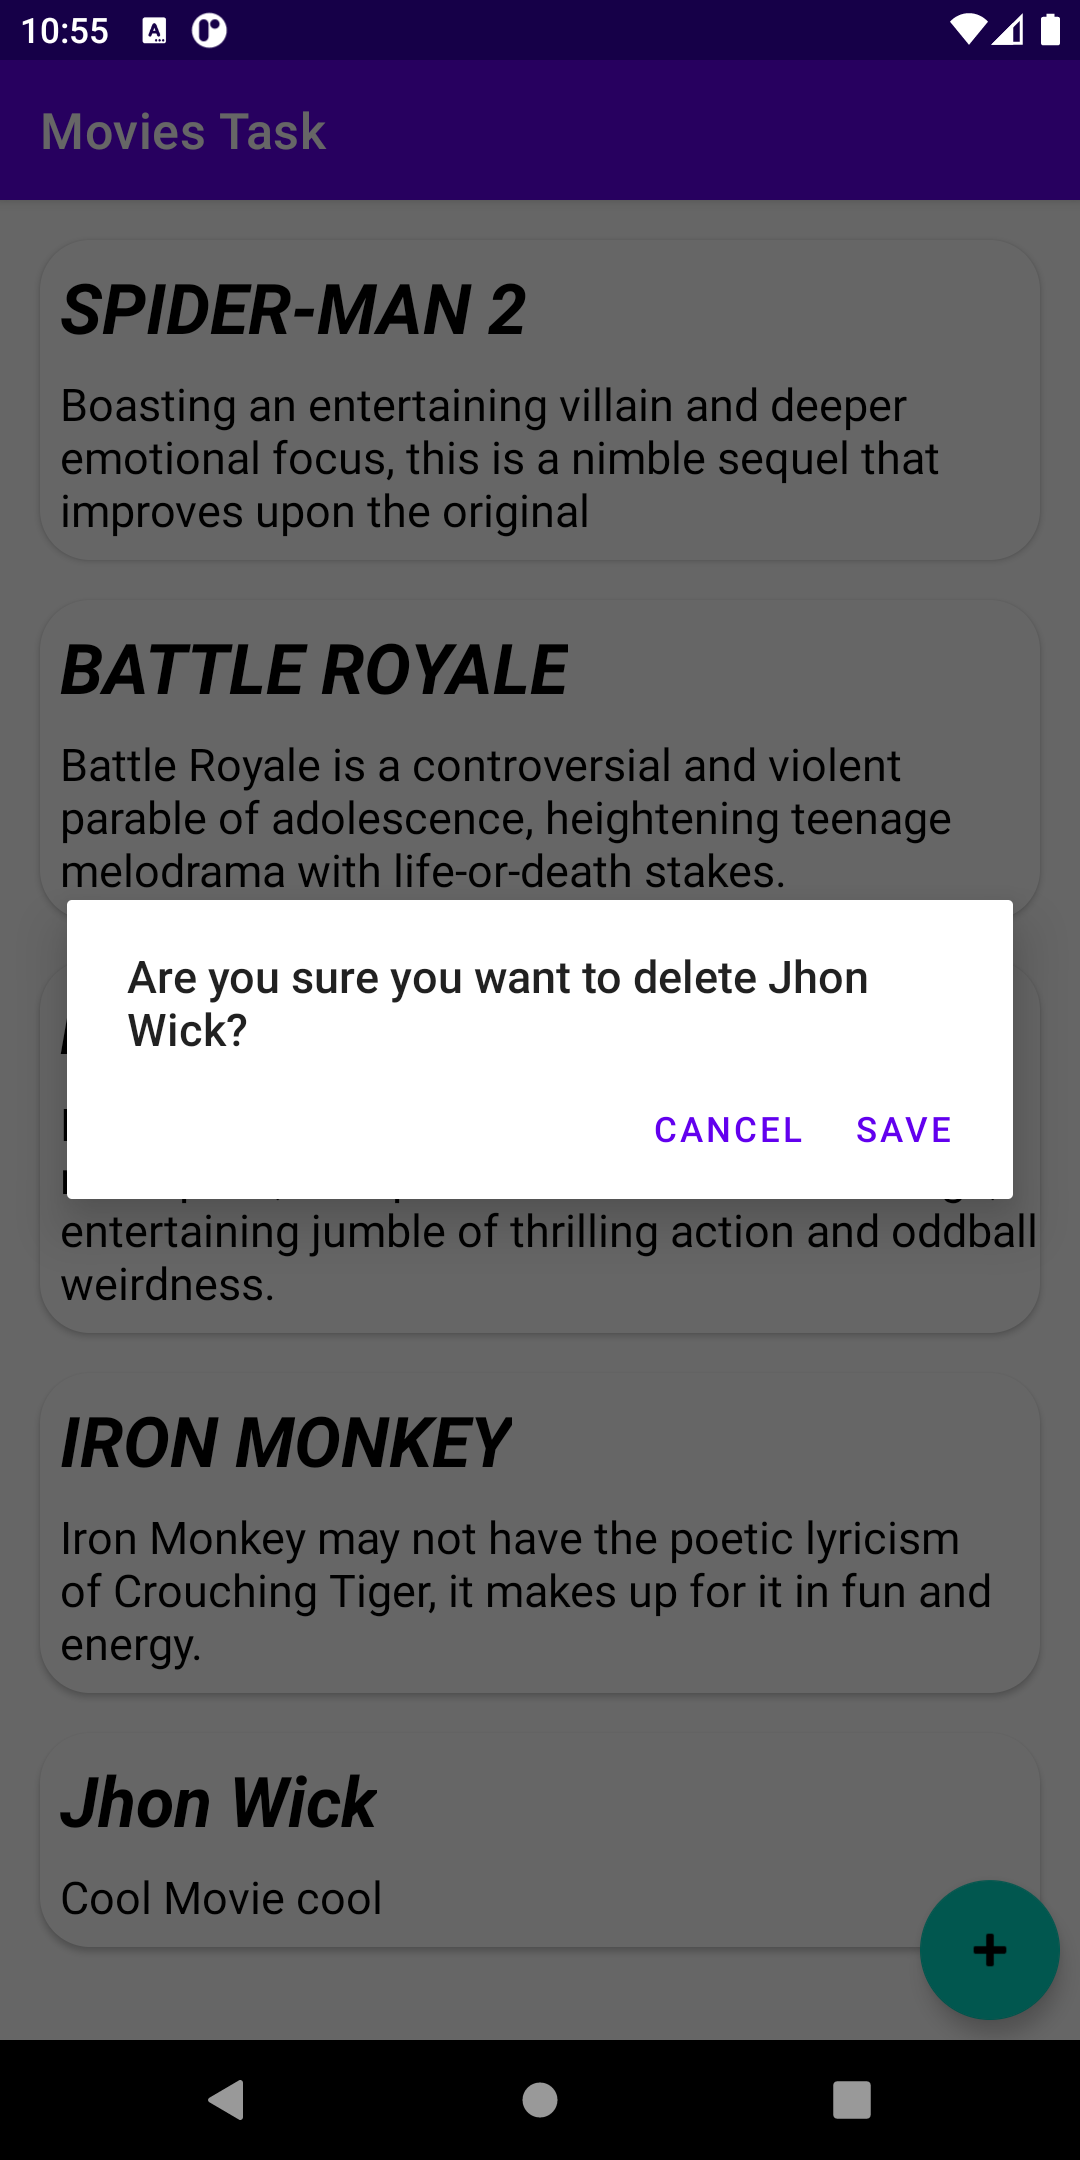 10:55
Movies Task
SPIDER-MAN 2
Boasting an entertaining villain and deeper
emotional focus, this is a nimble sequel that
improves upon the original
BATTLE ROYALE
Battle Royale is a controversial and violent
parable of adolescence, heightening teenage
melodrama with life-or-death stakes.
Are you sure you want to delete Jhon
Wick?
CANCEL SAVE
entertaining jumble of thrilling action and oddball
weirdness.
IRON MONKEY
Iron Monkey may not have the poetic lyricism
of Crouching Tiger, it makes up for it in fun and
energy.
Jhon Wick
Cool Movie cool
+